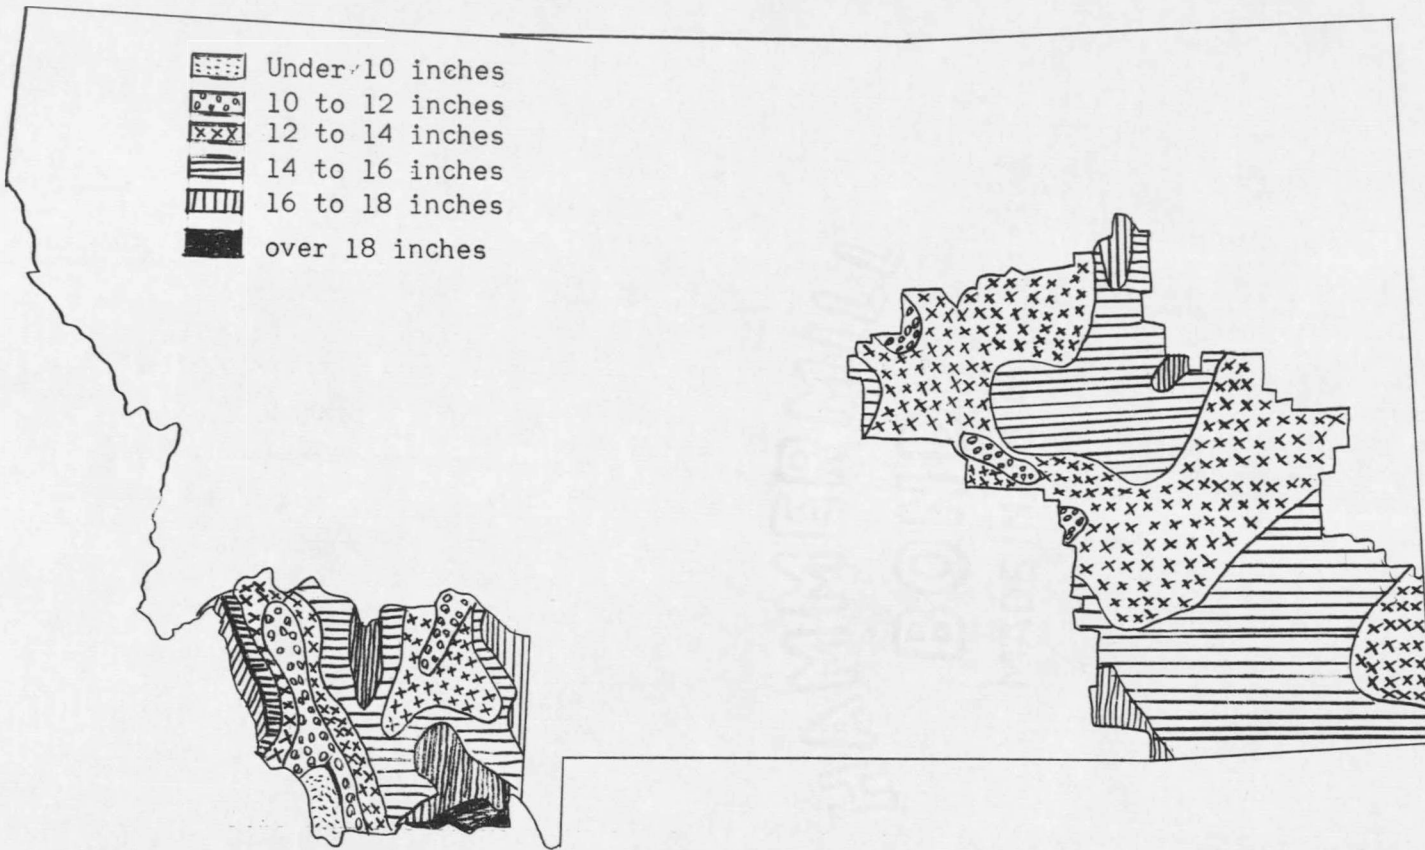 Under 10 inches
10 to 12 inches
12 to 14 inches
14 to 16 inches
16 to 18 inches
over 18 inches